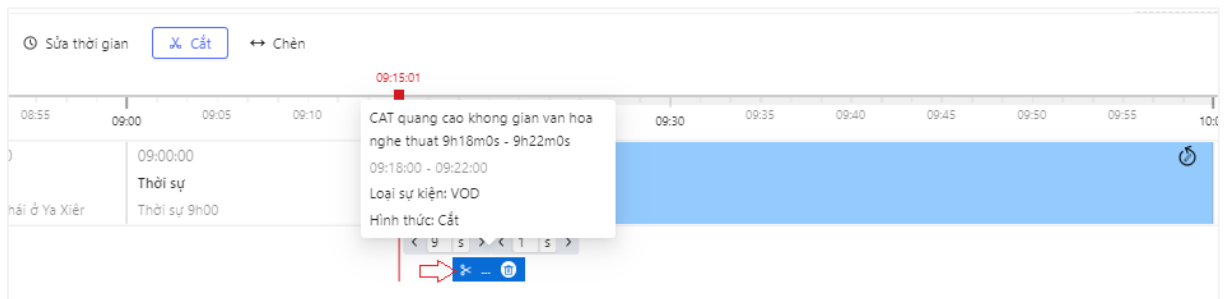 Sửa thời gian
Cắt
Chèn
09:15:01
08:55
09:00
09:05
09:10
09:30
09:35
09:40
09:45
09:50
09:55
CAT quang cao khong gian van hoa
nghe thuat 9h18m0s - 9h22m0s
09:18:00 - 09:22:00
Loại sự kiện: VOD
Hình thức: Cắt
09:00:00
Thời sự
hái ở Ya Xiêr
Thời sự 9h00
< 9 s > < 1 s >
...